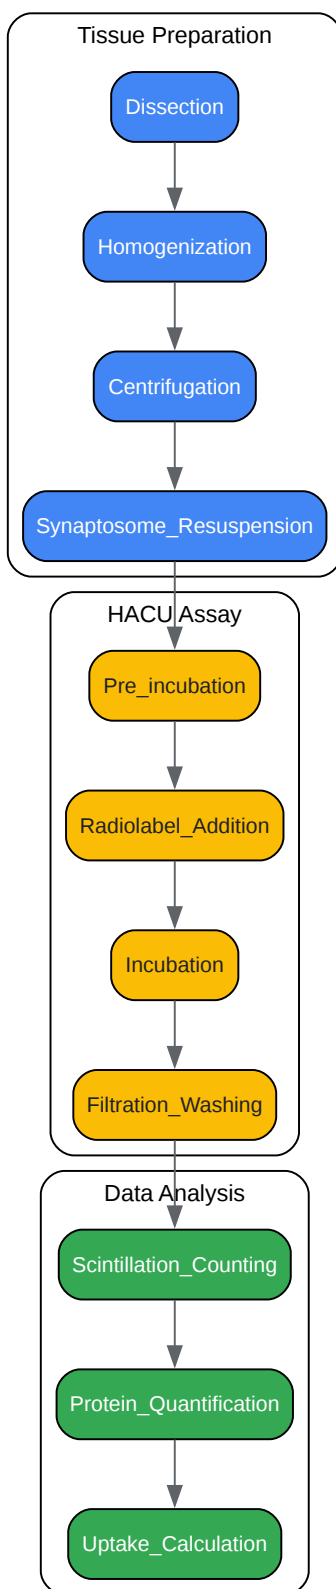 Tissue Preparation
Dissection
Homogenization
Centrifugation
Synaptosome_Resuspension
HACU Assay
Pre_incubation
Radiolabel_Addition
Incubation
Filtration_Washing
Data Analysis
Scintillation_Counting
Protein_Quantification
Uptake_Calculation